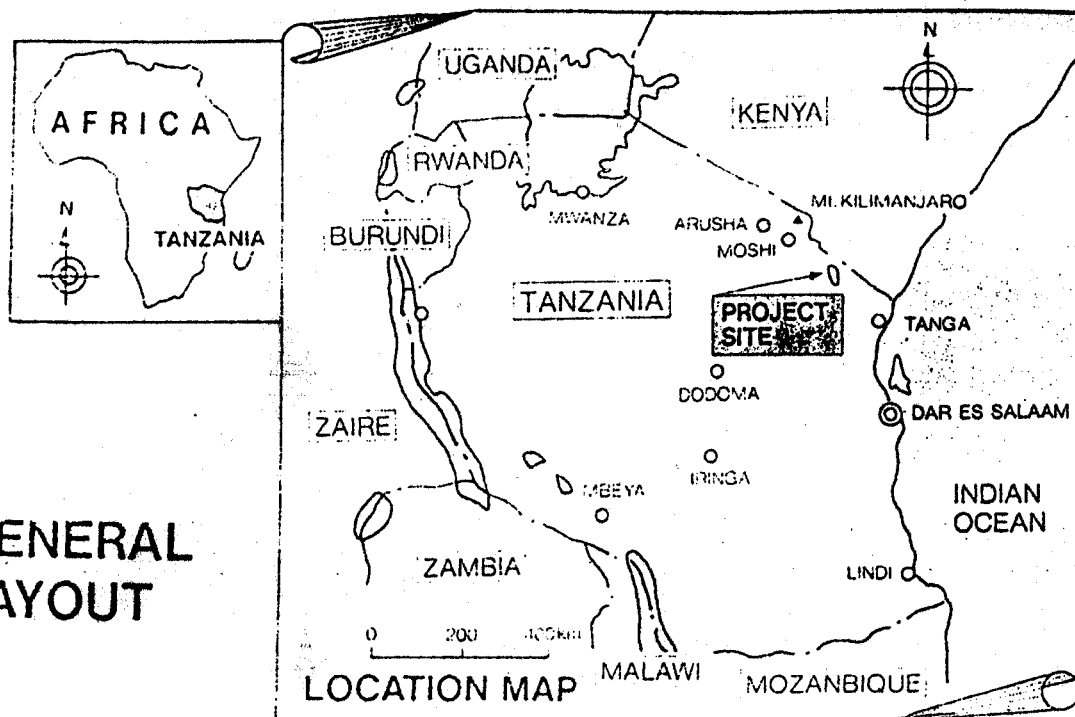 AFRICA
N
TANZANIA
UGANDA
N
KENYA
RWANDA
MWANZA
ARUSHA
MT.KILIMANJARO
MOSHI
BURUNDI
TANZANIA
PROJECT
SITE
TANGA
DODOMA
DAR ES SALAAM
ZAIRE
MBEYA
IRINGA
INDIAN
OCEAN
ENERAL
AYOUT
ZAMBIA
LINDI
0 200 400km
MALAWI
MOZANBIQUE
LOCATION MAP